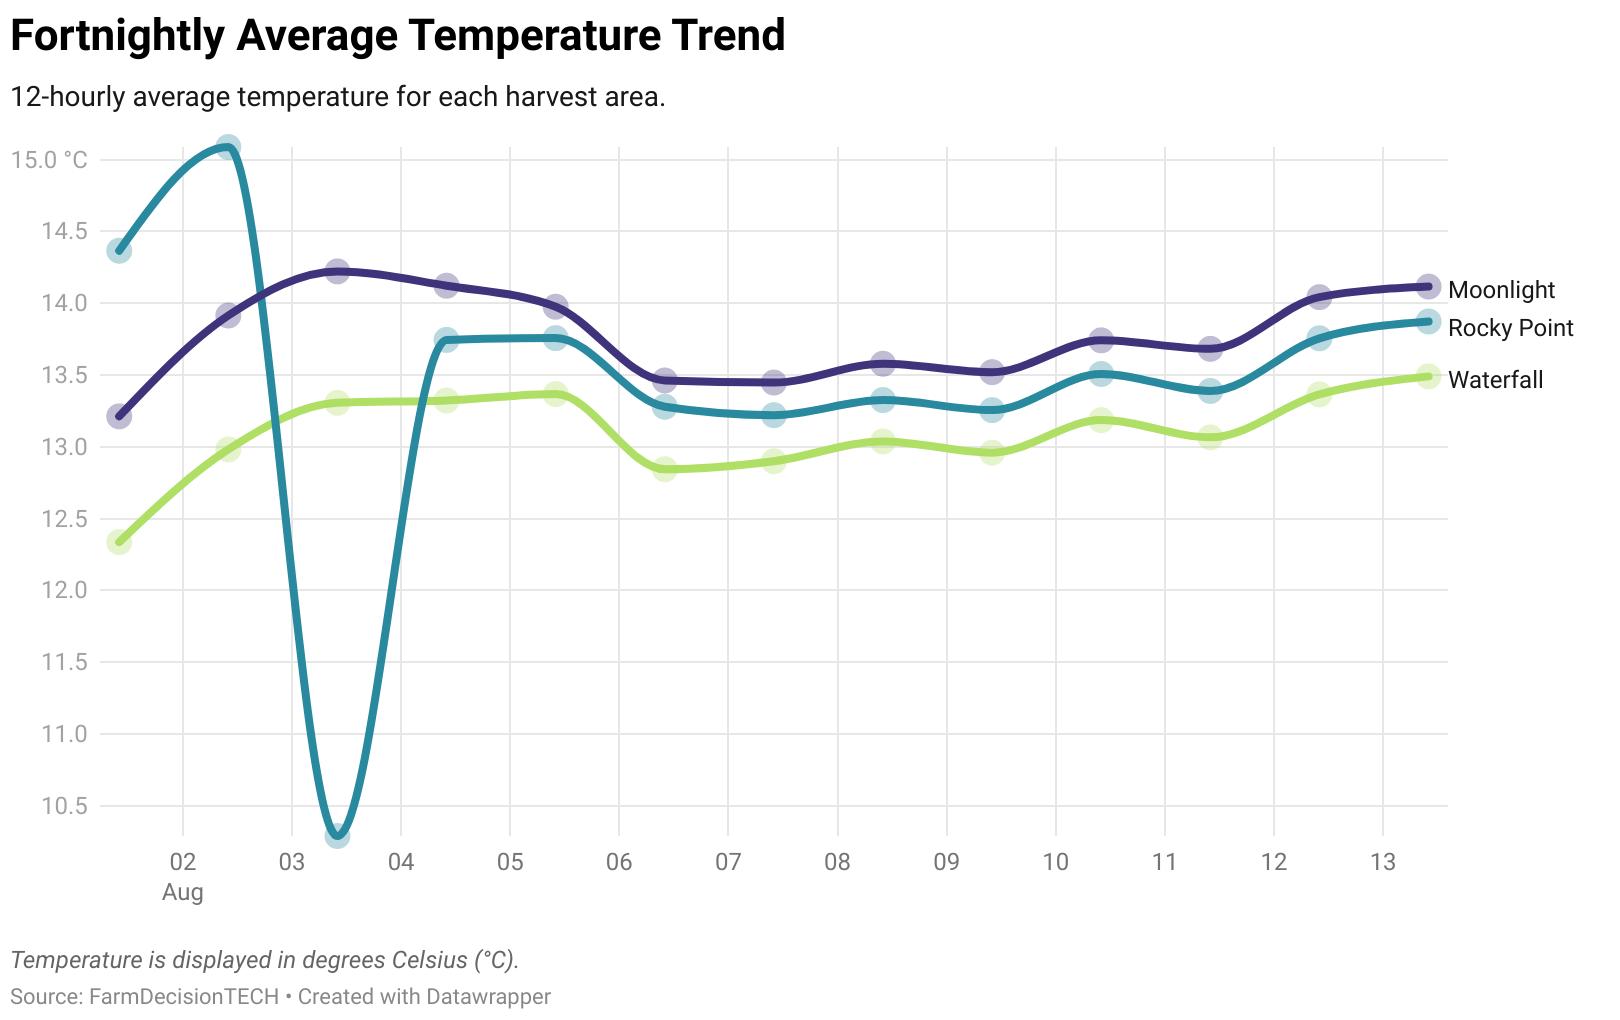 Fortnightly Average Temperature Trend
12-hourly average temperature for each harvest area.
15.0 °C
14.5
14.0
13.5
13.0
12.5
12.0
11.5
11.0
10.5
Moonlight
Rocky Point
Waterfall
02 03 04 05 06 07 08 09 10 11 12 13
Aug
Temperature is displayed in degrees Celsius (°C).
Source: FarmDecisionTECH • Created with Datawrapper